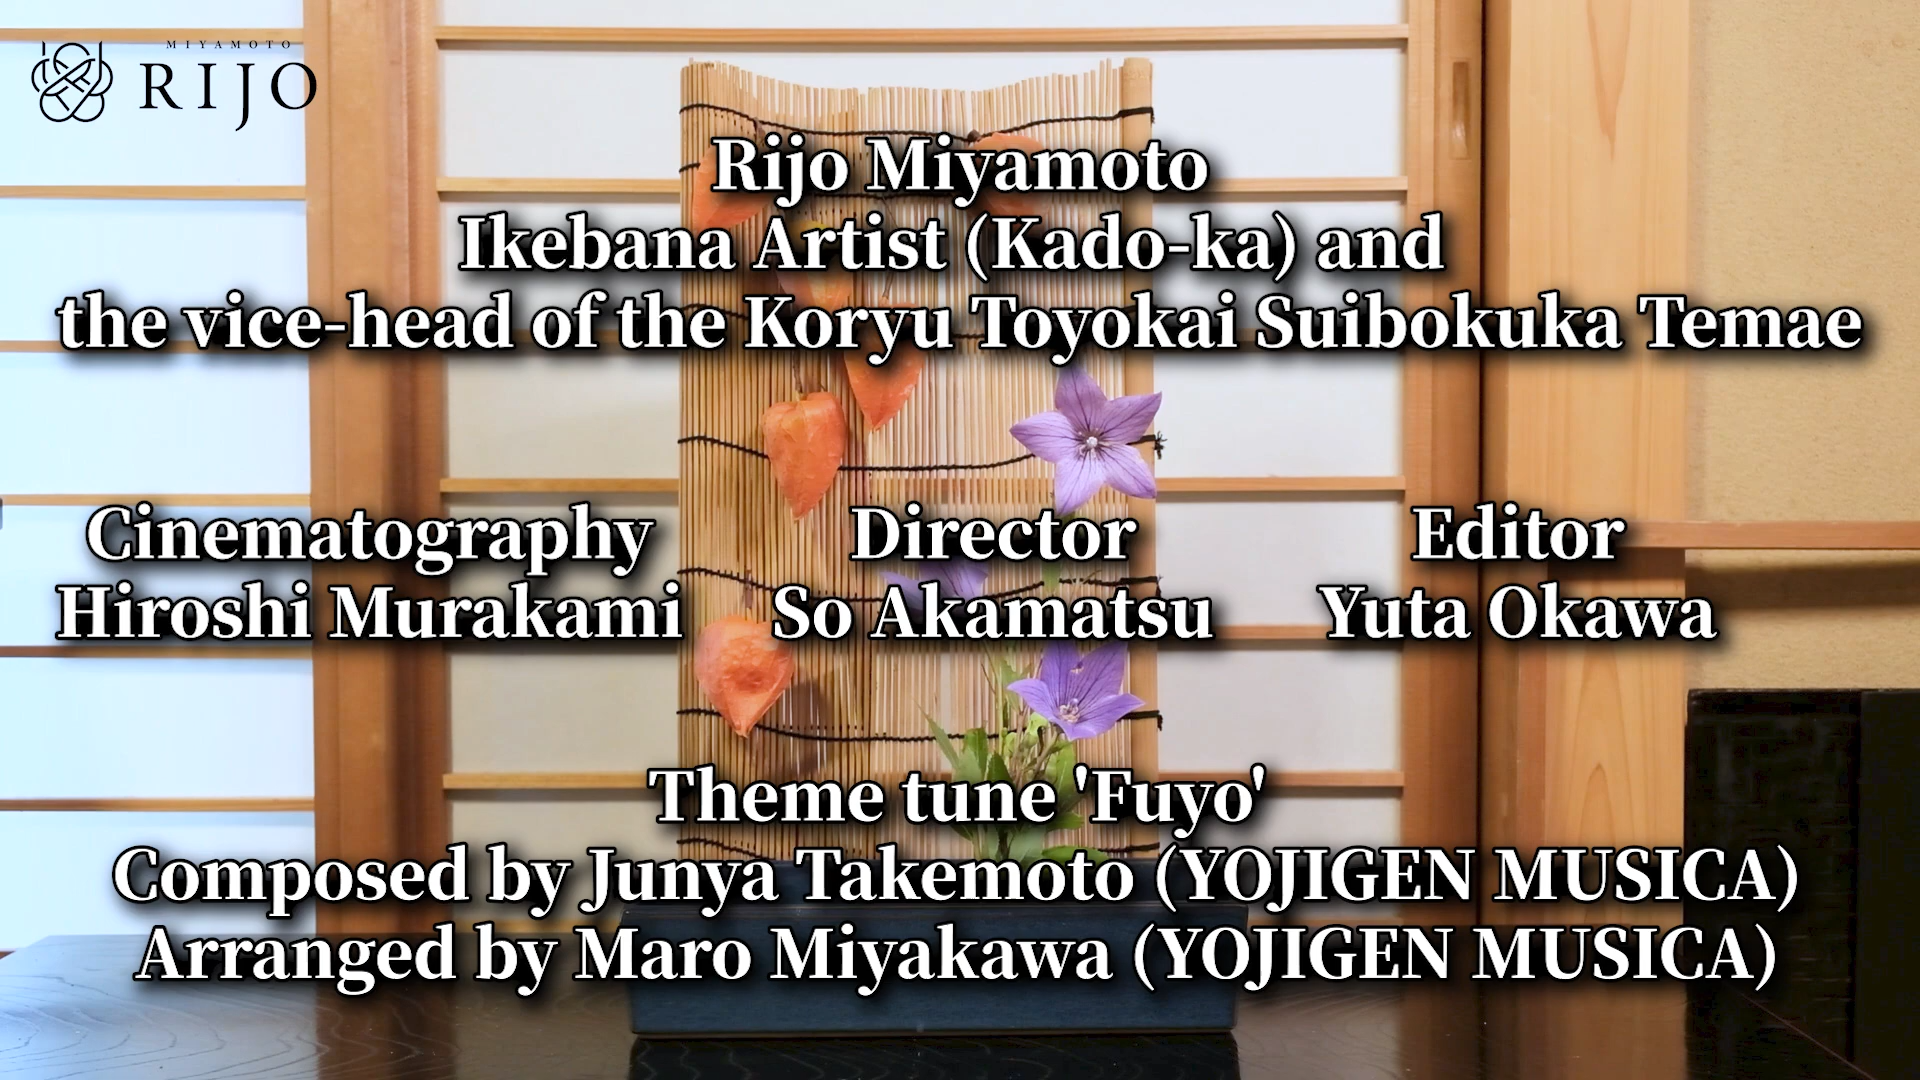 MIYAMOTO
RIJO
Rijo Miyamoto
Ikebana Artist (Kado-ka) and
the vice-head of the Koryu Toyokai Suibokuka Temae
Cinematography Director Editor
Hiroshi Murakami So Akamatsu Yuta Okawa
Theme tune 'Fuyo'
Composed by Junya Takemoto (YOJIGEN MUSICA)
Arranged by Maro Miyakawa (YOJIGEN MUSICA)